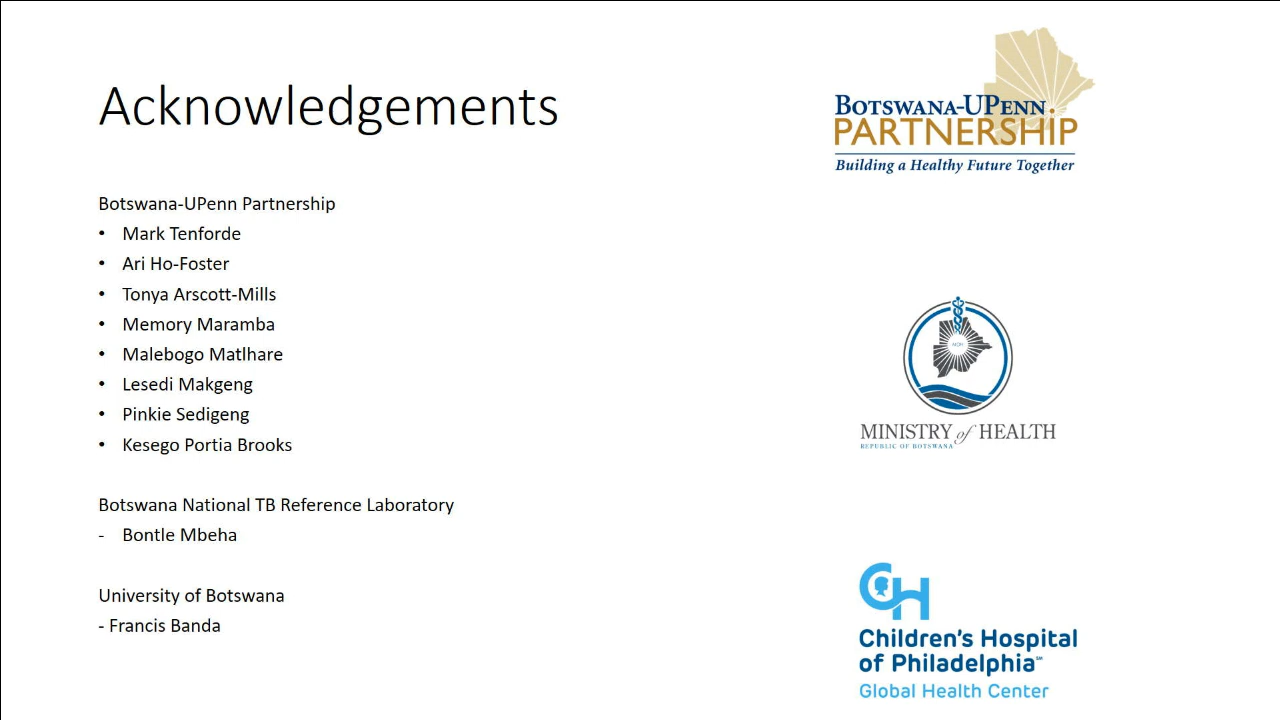 Acknowledgements
Botswana-UPenn Partnership
• Mark Tenforde
• Ari Ho-Foster
• Tonya Arscott-Mills
• Memory Maramba
• Malebogo Matlhare
• Lesedi Makgeng
• Pinkie Sedigeng
• Kesego Portia Brooks
Botswana National TB Reference Laboratory
- Bontle Mbeha
University of Botswana
- Francis Banda
BOTSWANA-UPENN
PARTNERSHIP
Building a Healthy Future Together
MINISTRY of HEALTH
REPUBLIC OF BOTSWANA
CH
Children's Hospital
of Philadelphia℠
Global Health Center